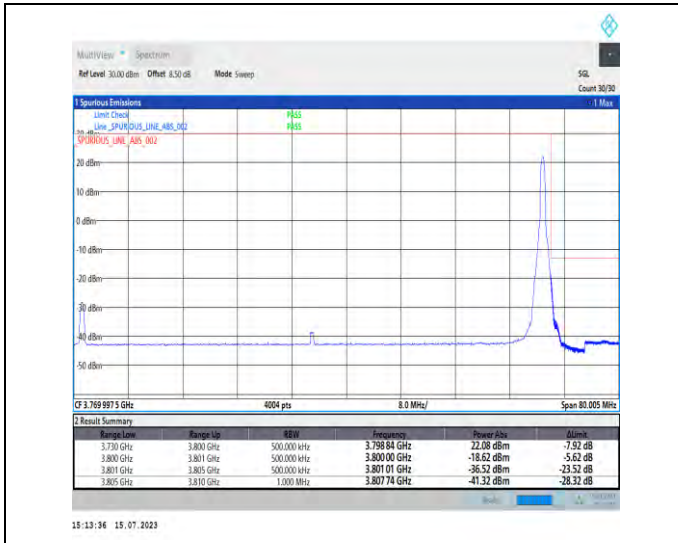 MultiView Spectrum
Ref Level 30.00 dBm Offset 8.50 dB Mode Sweep SGL
Count 30/30
1 Spurious Emissions 1 Max
Limit Check PASS
Line _SPURIOUS_LINE_ABS_002 PASS
_SPURIOUS_LINE_ABS_002
20 dBm
10 dBm
0 dBm
-10 dBm
-20 dBm
-30 dBm
-40 dBm
-50 dBm
CF 3.769 997 5 GHz 4004 pts 8.0 MHz/ Span 80.005 MHz
2 Result Summary
Range Low Range Up RBW Frequency Power Abs ΔLimit
3.730 GHz 3.800 GHz 500.000 kHz 3.798 84 GHz 22.08 dBm -7.92 dB
3.800 GHz 3.801 GHz 500.000 kHz 3.800 00 GHz -18.62 dBm -5.62 dB
3.801 GHz 3.805 GHz 500.000 kHz 3.801 01 GHz -36.52 dBm -23.52 dB
3.805 GHz 3.810 GHz 1.000 MHz 3.807 74 GHz -41.32 dBm -28.32 dB
15:13:36 15.07.2023